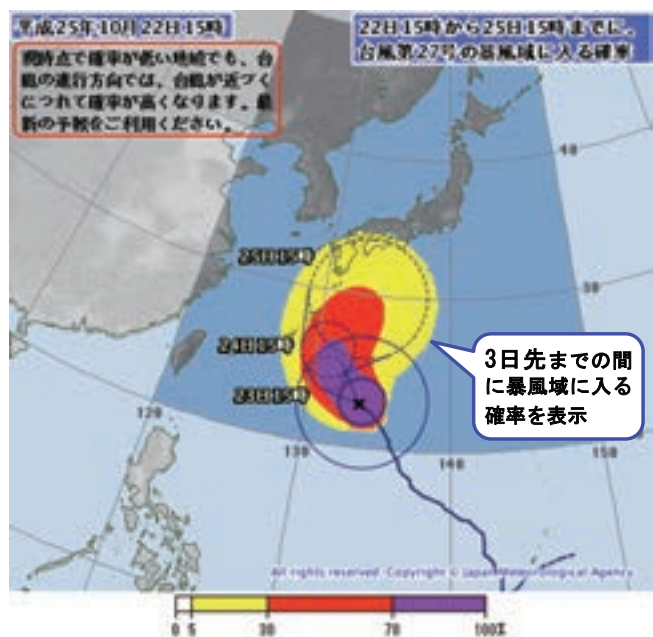 平成25年10月22日15時
22日15時から25日15時までに、
台風第27号の暴風域に入る確率
現時点で確率が低い地域でも、台
風の進行方向では、台風が近づく
につれて確率が高くなります。最
新の予報をご利用ください。
40
25日15時
30
24日15時
3日先までの間
に暴風域に入る
確率を表示
23日15時
120
130
140
150
All rights reserved. Copyright © Japan Meteorological Agency
0 5 30 70 100%